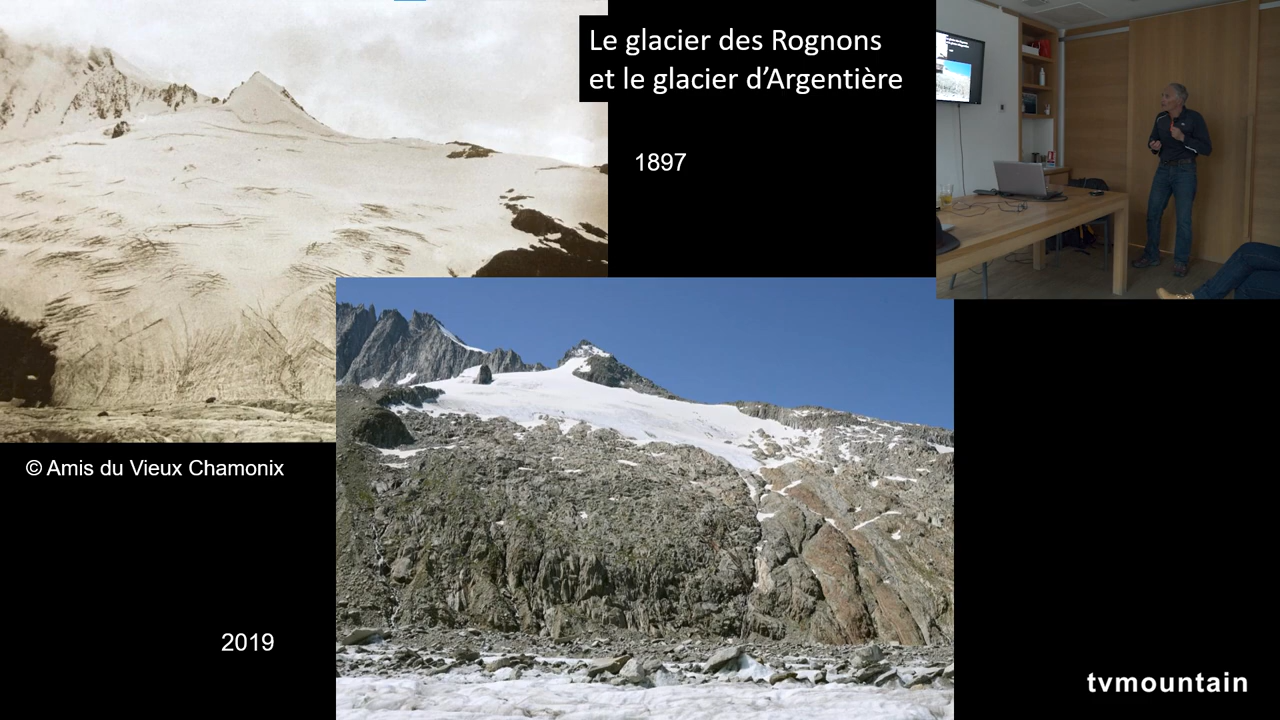 Le glacier des Rognons
et le glacier d’Argentière
1897
© Amis du Vieux Chamonix
2019
tvmountain